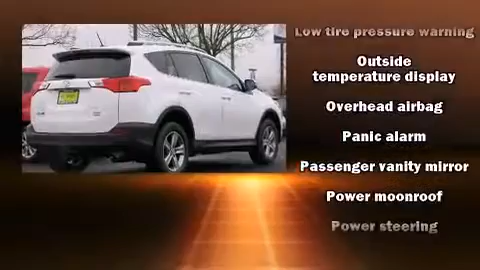 Low tire pressure warning
Outside
temperature display
Overhead airbag
Panic alarm
Passenger vanity mirror
Power moonroof
Power steering